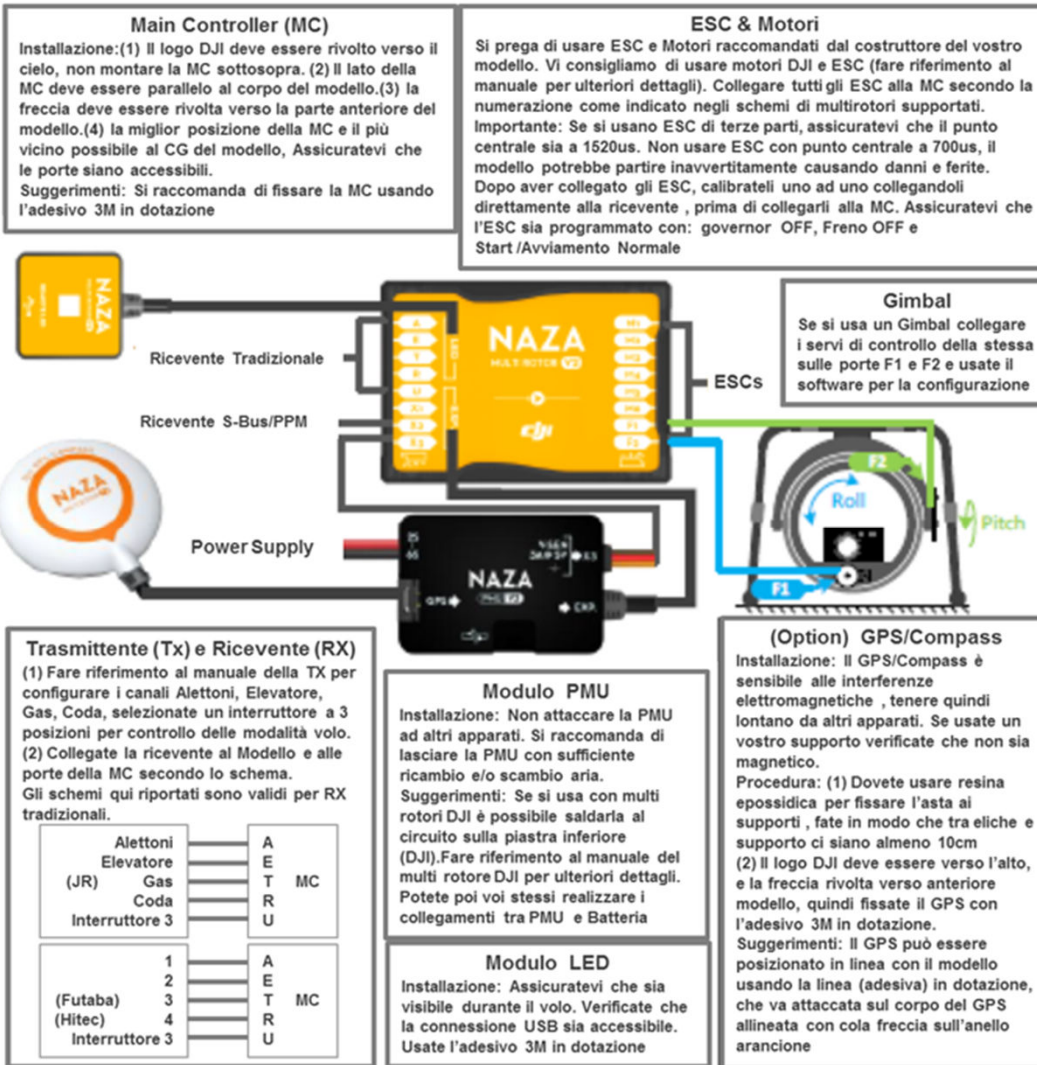 Main Controller (MC)
Installazione:(1) Il logo DJI deve essere rivolto verso il
cielo, non montare la MC sottosopra. (2) Il lato della
MC deve essere parallelo al corpo del modello.(3) la
freccia deve essere rivolta verso la parte anteriore del
modello.(4) la miglior posizione della MC e il più
vicino possibile al CG del modello, Assicuratevi che
le porte siano accessibili.
Suggerimenti: Si raccomanda di fissare la MC usando
l'adesivo 3M in dotazione
ESC & Motori
Si prega di usare ESC e Motori raccomandati dal costruttore del vostro
modello. Vi consigliamo di usare motori DJI e ESC (fare riferimento al
manuale per ulteriori dettagli). Collegare tutti gli ESC alla MC secondo la
numerazione come indicato negli schemi di multirotori supportati.
Importante: Se si usano ESC di terze parti, assicuratevi che il punto
centrale sia a 1520us. Non usare ESC con punto centrale a 700us, il
modello potrebbe partire inavvertitamente causando danni e ferite.
Dopo aver collegato gli ESC, calibrateli uno ad uno collegandoli
direttamente alla ricevente , prima di collegarli alla MC. Assicuratevi che
l'ESC sia programmato con: governor OFF, Freno OFF e
Start /Avviamento Normale
NAZA
NAZA
MULTI ROTOR V2
dji
A
E
T
R
U
X1
X2
X3
LED
EXP.
M1
M2
M3
M4
M5
M6
F1
F2
Ricevente Tradizionale
Ricevente S-Bus/PPM
ESCs
Gimbal
Se si usa un Gimbal collegare
i servi di controllo della stessa
sulle porte F1 e F2 e usate il
software per la configurazione
F2
Roll
Pitch
F1
NAZA
Power Supply
NAZA
PMU V2
GPS
EXP.
X3
Trasmittente (Tx) e Ricevente (RX)
(1) Fare riferimento al manuale della TX per
configurare i canali Alettoni, Elevatore,
Gas, Coda, selezionate un interruttore a 3
posizioni per controllo delle modalità volo.
(2) Collegate la ricevente al Modello e alle
porte della MC secondo lo schema.
Gli schemi qui riportati sono validi per RX
tradizionali.
Alettoni A
Elevatore E
(JR) Gas T MC
Coda R
Interruttore 3 U
1 A
2 E
(Futaba) 3 T MC
(Hitec) 4 R
Interruttore 3 U
Modulo PMU
Installazione: Non attaccare la PMU
ad altri apparati. Si raccomanda di
lasciare la PMU con sufficiente
ricambio e/o scambio aria.
Suggerimenti: Se si usa con multi
rotori DJI è possibile saldarla al
circuito sulla piastra inferiore
(DJI).Fare riferimento al manuale del
multi rotore DJI per ulteriori dettagli.
Potete poi voi stessi realizzare i
collegamenti tra PMU e Batteria
Modulo LED
Installazione: Assicuratevi che sia
visibile durante il volo. Verificate che
la connessione USB sia accessibile.
Usate l'adesivo 3M in dotazione
(Option) GPS/Compass
Installazione: Il GPS/Compass è
sensibile alle interferenze
elettromagnetiche , tenere quindi
lontano da altri apparati. Se usate un
vostro supporto verificate che non sia
magnetico.
Procedura: (1) Dovete usare resina
epossidica per fissare l'asta ai
supporti , fate in modo che tra eliche e
supporto ci siano almeno 10cm
(2) Il logo DJI deve essere verso l'alto,
e la freccia rivolta verso anteriore
modello, quindi fissate il GPS con
l'adesivo 3M in dotazione.
Suggerimenti: Il GPS può essere
posizionato in linea con il modello
usando la linea (adesiva) in dotazione,
che va attaccata sul corpo del GPS
allineata con cola freccia sull'anello
arancione